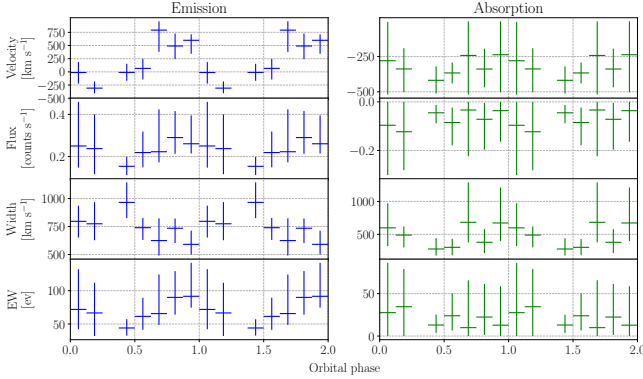 Emission
Absorption
Velocity
[km s⁻¹]
750
500
250
0
−250
−500
−250
−500
Flux
[counts s⁻¹]
0.4
0.2
0.0
−0.2
Width
[km s⁻¹]
1000
750
500
1000
500
EW
[ev]
100
50
50
0
0.0
0.5
1.0
1.5
2.0
0.0
0.5
1.0
1.5
2.0
Orbital phase